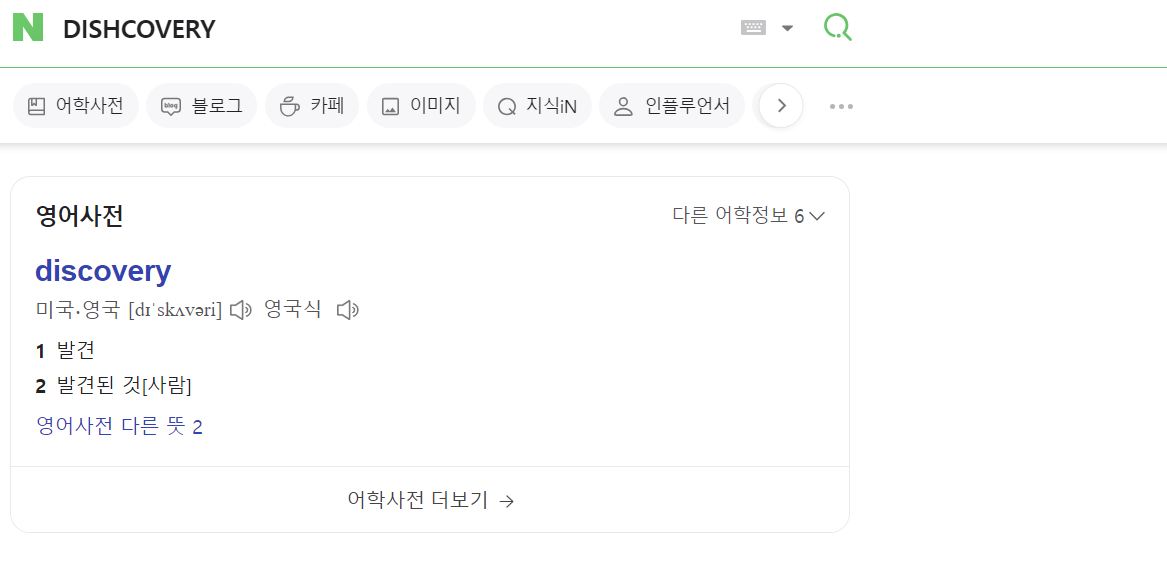 N DISHCOVERY
어학사전 blog 블로그 카페 이미지 지식iN 인플루언서
영어사전 다른 어학정보 6
discovery
미국·영국 [dɪˈskʌvəri] 영국식
1 발견
2 발견된 것[사람]
영어사전 다른 뜻 2
어학사전 더보기 →